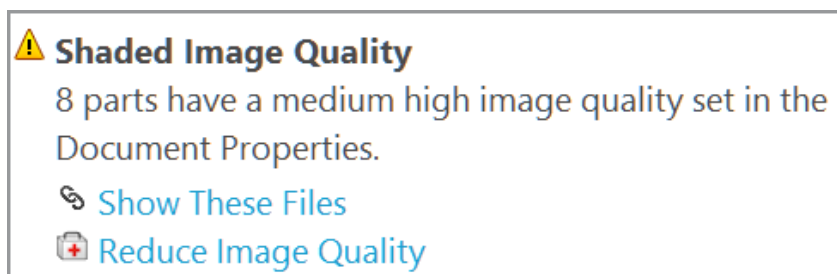 Shaded Image Quality
8 parts have a medium high image quality set in the
Document Properties.
Show These Files
Reduce Image Quality